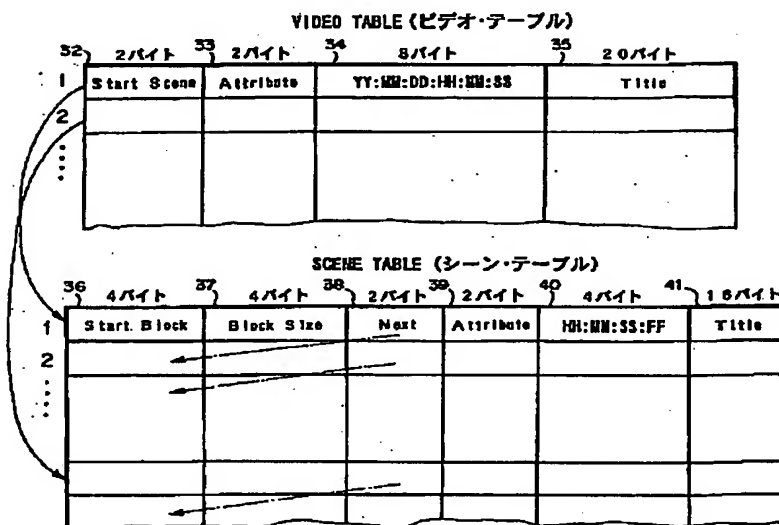 VIDEO TABLE (ビデオ・テーブル)
32 2バイト 33 2バイト 34 8バイト 35 20バイト
1 Start Scene Attribute YY:MM:DD:HH:MM:SS Title
2
SCENE TABLE (シーン・テーブル)
36 4バイト 37 4バイト 38 2バイト 39 2バイト 40 4バイト 41 16バイト
1 Start. Block Block Size Next Attribute HH:MM:SS:FF Title
2